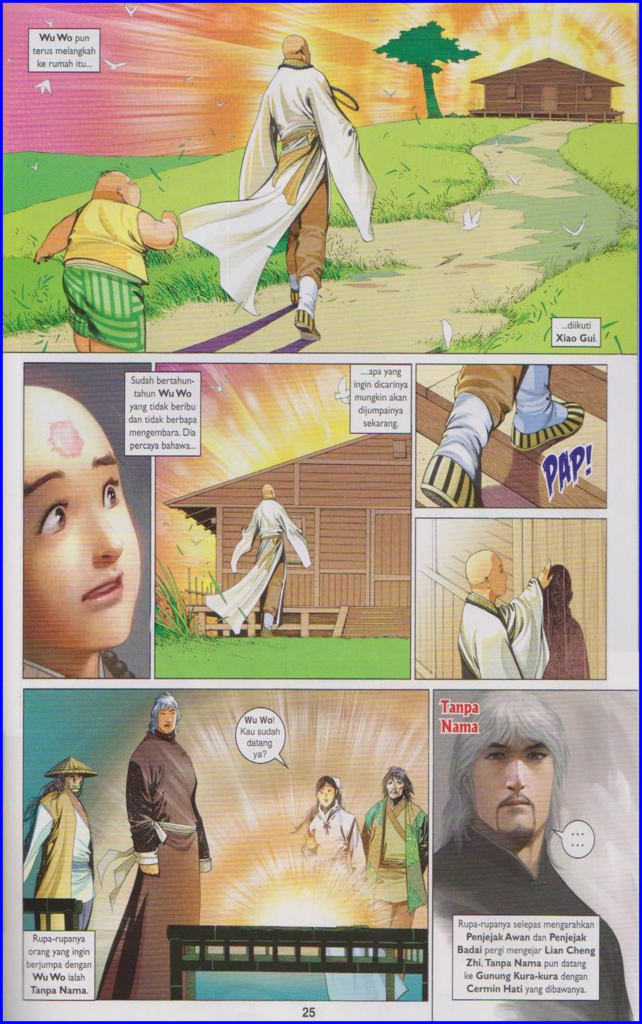 Wu Wo pun
terus melangkah
ke rumah itu...
...diikuti
Xiao Gui.
Sudah bertahun-
tahun Wu Wo
yang tidak beribu
dan tidak berbapa
mengembara. Dia
percaya bahawa...
....apa yang
ingin dicarinya
mungkin akan
dijumpainya
sekarang.
PAP!
Wu Wo!
Kau sudah
datang
ya?
Rupa-rupanya
orang yang ingin
berjumpa dengan
Wu Wo ialah
Tanpa Nama.
Tanpa
Nama
...
Rupa-rupanya selepas mengarahkan
Penjejak Awan dan Penjejak
Badai pergi mengejar Lian Cheng
Zhi, Tanpa Nama pun datang
ke Gunung Kura-kura dengan
Cermin Hati yang dibawanya.
25